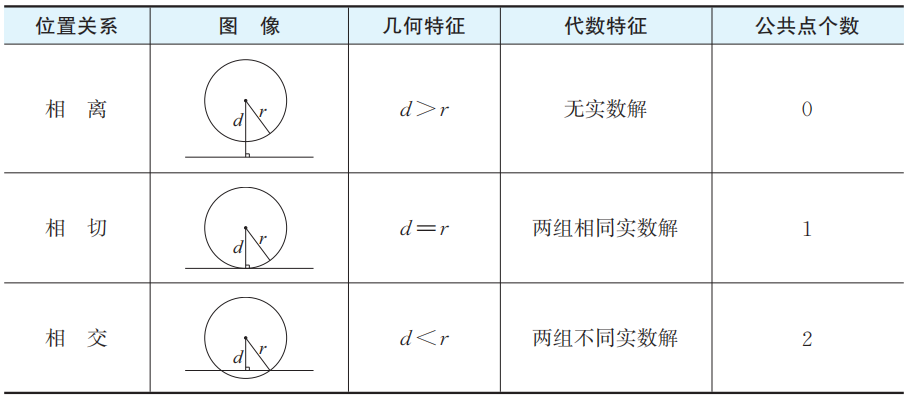 位置关系 图 像 几何特征 代数特征 公共点个数
相 离 d r d＞r 无实数解 0
相 切 d r d＝r 两组相同实数解 1
相 交 d r d＜r 两组不同实数解 2